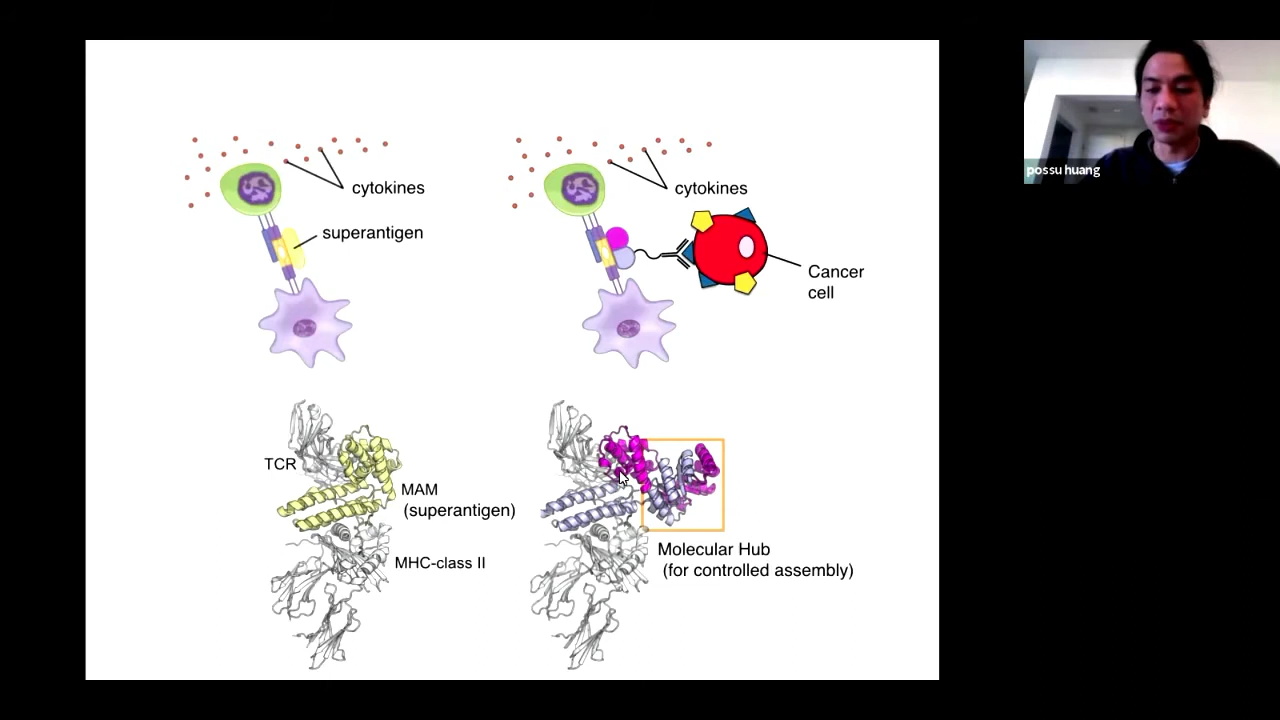 cytokines
superantigen
cytokines
Cancer
cell
TCR
MAM
(superantigen)
MHC-class II
Molecular Hub
(for controlled assembly)
possu huang